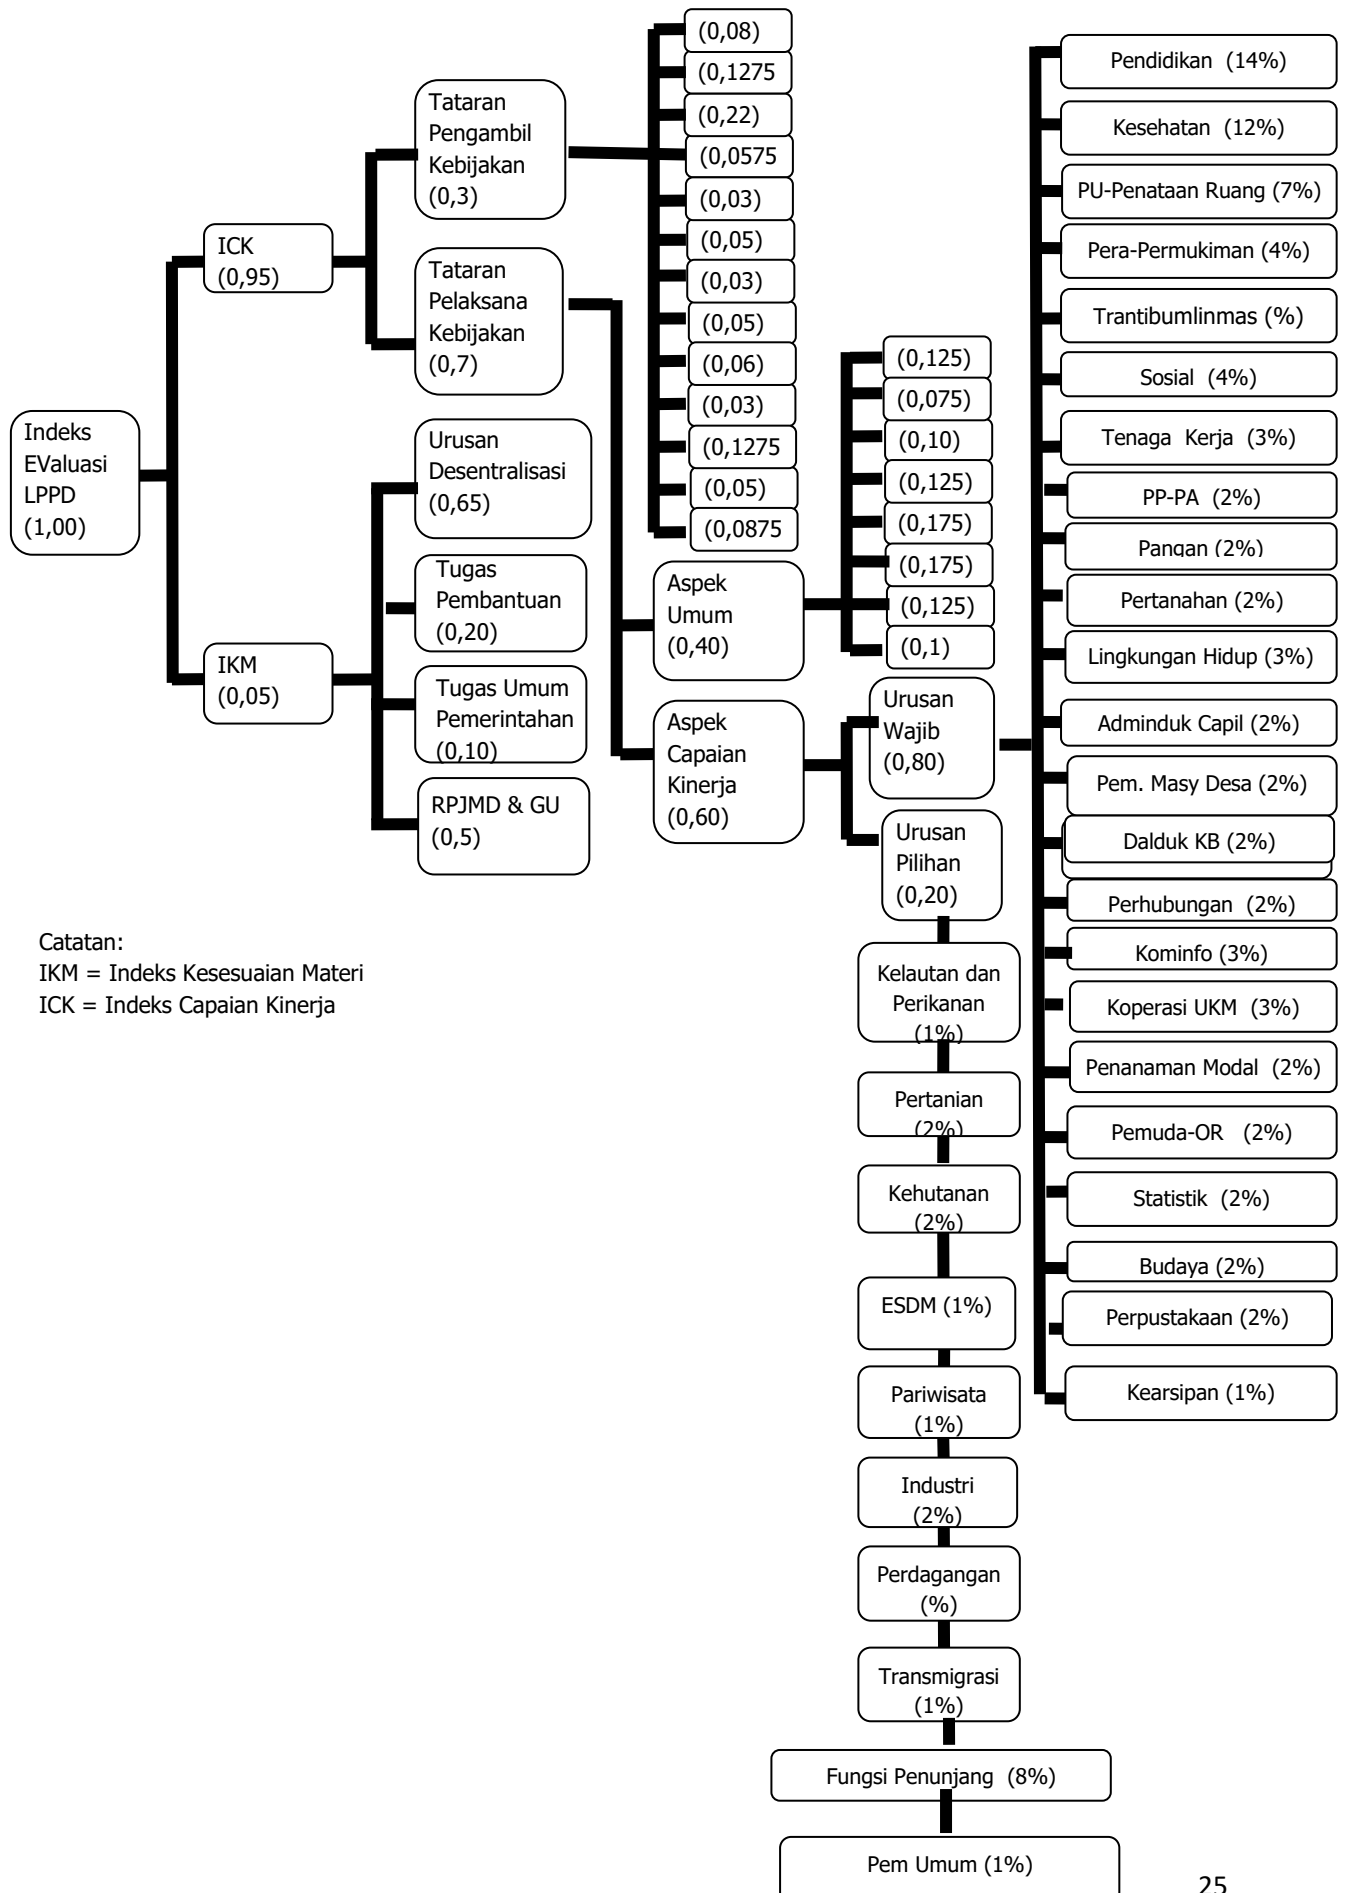 Indeks
EValuasi
LPPD
(1,00)
ICK
(0,95)
IKM
(0,05)
Tataran
Pengambil
Kebijakan
(0,3)
Tataran
Pelaksana
Kebijakan
(0,7)
Urusan
Desentralisasi
(0,65)
Tugas
Pembantuan
(0,20)
Tugas Umum
Pemerintahan
(0,10)
RPJMD & GU
(0,5)
(0,08)
(0,1275
(0,22)
(0,0575
(0,03)
(0,05)
(0,03)
(0,05)
(0,06)
(0,03)
(0,1275
(0,05)
(0,0875
Aspek
Umum
(0,40)
Aspek
Capaian
Kinerja
(0,60)
(0,125)
(0,075)
(0,10)
(0,125)
(0,175)
(0,175)
(0,125)
(0,1)
Urusan
Wajib
(0,80)
Urusan
Pilihan
(0,20)
Kelautan dan
Perikanan
(1%)
Pertanian
(2%)
Kehutanan
(2%)
ESDM (1%)
Pariwisata
(1%)
Industri
(2%)
Perdagangan
(%)
Transmigrasi
(1%)
Fungsi Penunjang (8%)
Pem Umum (1%)
Pendidikan (14%)
Kesehatan (12%)
PU-Penataan Ruang (7%)
Pera-Permukiman (4%)
Trantibumlinmas (%)
Sosial (4%)
Tenaga Kerja (3%)
PP-PA (2%)
Pangan (2%)
Pertanahan (2%)
Lingkungan Hidup (3%)
Adminduk Capil (2%)
Pem. Masy Desa (2%)
Dalduk KB (2%)
Perhubungan (2%)
Kominfo (3%)
Koperasi UKM (3%)
Penanaman Modal (2%)
Pemuda-OR (2%)
Statistik (2%)
Budaya (2%)
Perpustakaan (2%)
Kearsipan (1%)
Catatan:
IKM = Indeks Kesesuaian Materi
ICK = Indeks Capaian Kinerja
25